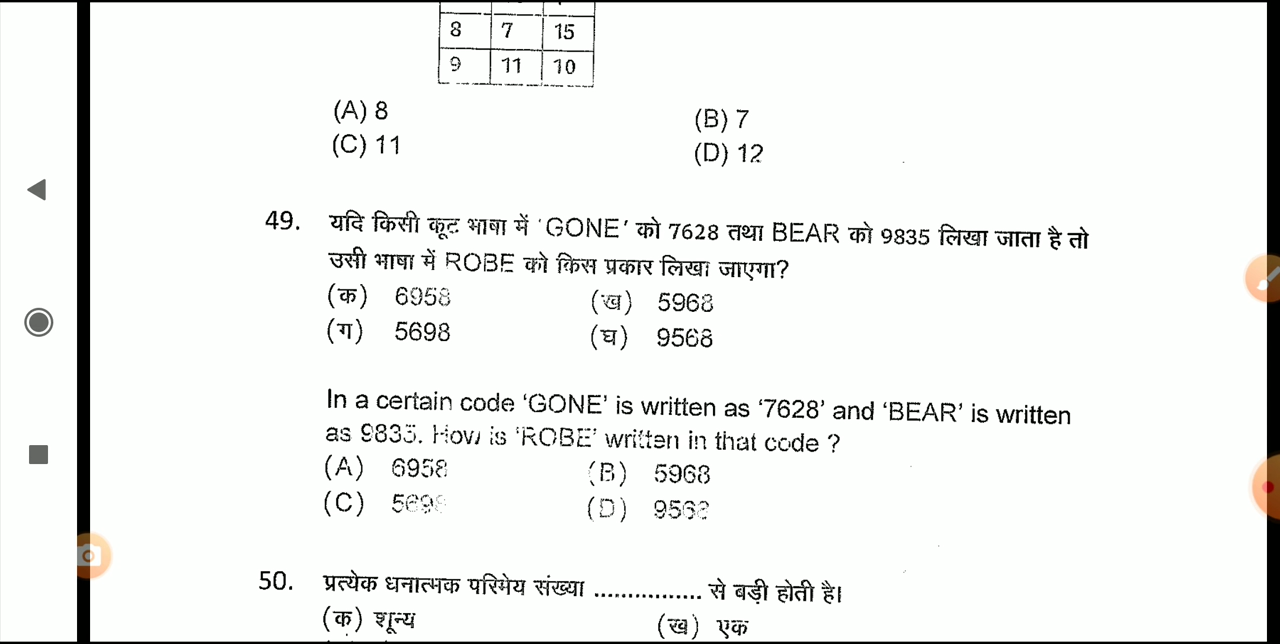 8 7 15
9 11 10
(A) 8 (B) 7
(C) 11 (D) 12
49. यदि किसी कूट भाषा में 'GONE' को 7628 तथा BEAR को 9835 लिखा जाता है तो
उसी भाषा में ROBE को किस प्रकार लिखा जाएगा?
(क) 6958 (ख) 5968
(ग) 5698 (घ) 9568
In a certain code ‘GONE’ is written as ‘7628’ and ‘BEAR’ is written
as 9835. How is ‘ROBE’ written in that code ?
(A) 6958 (B) 5968
(C) 5698 (D) 9568
50. प्रत्येक धनात्मक परिमेय संख्या ................ से बड़ी होती है।
(क) शून्य (ख) एक